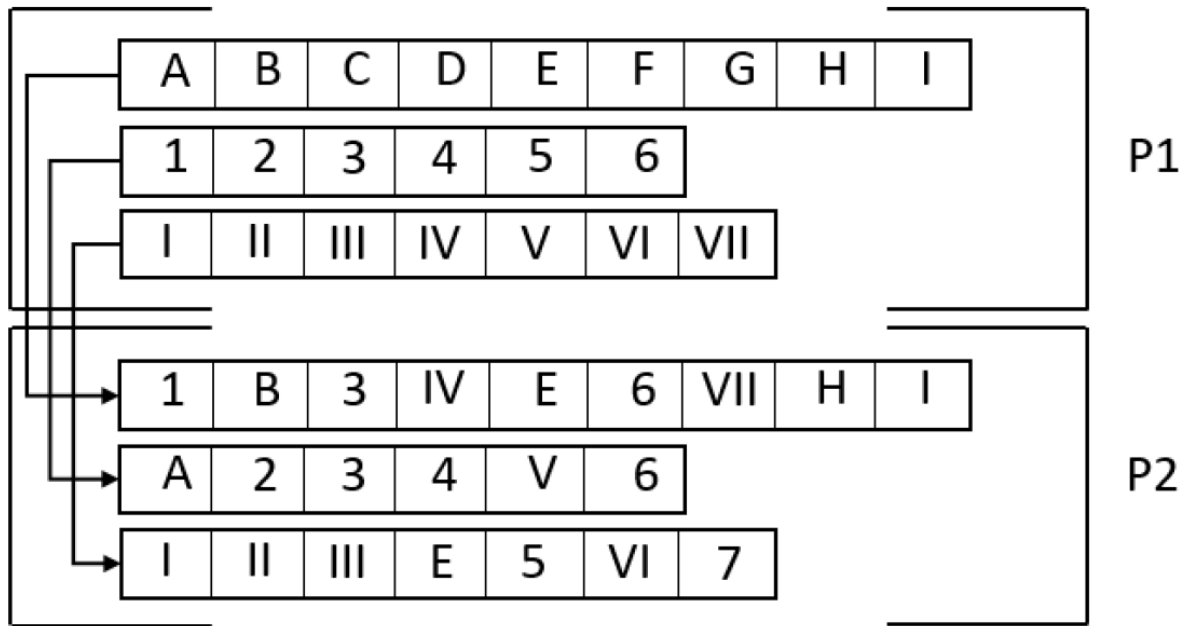 A B C D E F G H I
1 2 3 4 5 6
P1
I II III IV V VI VII
1 B 3 IV E 6 VII H I
A 2 3 4 V 6
P2
I II III E 5 VI 7